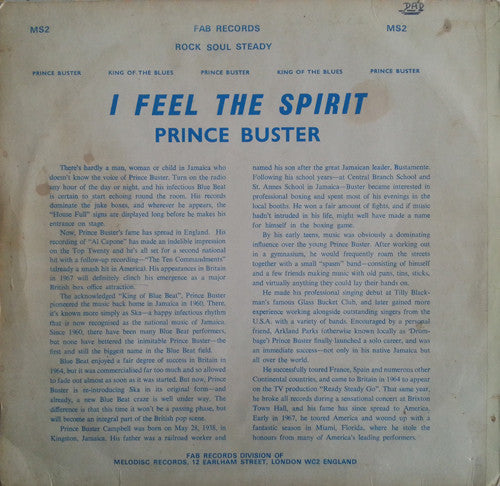 DBD
MS2 FAB RECORDS MS2
ROCK SOUL STEADY
PRINCE BUSTER KING OF THE BLUES PRINCE BUSTER KING OF THE BLUES PRINCE BUSTER
I FEEL THE SPIRIT
PRINCE BUSTER
There's hardly a man, woman or child in Jamaica who
doesn't know the voice of Prince Buster. Turn on the radio
any hour of the day or night, and his infectious Blue Beat
is certain to start echoing round the room. His records
dominate the juke boxes, and wherever he appears, the
"House Full" signs are displayed long before he makes his
entrance on stage.
Now, Prince Buster's fame has spread in England. His
recording of "Al Capone" has made an indelible impression
on the Top Twenty and he's all set for a second national
hit with a follow-up recording—"The Ten Commandments"
(already a smash hit in America) His appearances in Britain
in 1967 will definitely clinch his emergence as a major
British box office attraction.
The acknowledged "King of Blue Beat", Prince Buster
pioneered the music back home in Jamaica in 1960. There,
it's known more simply as Ska—a happy infectious rhythm
that is now recognised as the national music of Jamaica.
Since 1960, there have been many Blue Beat performers,
but none have bettered the inimitable Prince Buster—the
first and still the biggest name in the Blue Beat field.
Blue Beat enjoyed a fair degree of success in Britain in
1964, but it was commercialised far too much and so allowed
to fade out almost as soon as it was started. But now, Prince
Buster is re-introducing Ska in its original form—and
already, a new Blue Beat craze is well under way. The
difference is that this time it won't be a passing phase, but
will become an integral part of the British pop scene.
Prince Buster Campbell was born on May 28, 1938, in
Kingston, Jamaica. His father was a railroad worker and
named his son after the great Jamaican leader, Bustamente.
Following his school years—at Central Branch School and
St. Annes School in Jamaica—Buster became interested in
professional boxing and spent most of his evenings in the
local booths. He won a fair amount of fights, and if music
hadn't intruded in his life, might well have made a name
for himself in the boxing game.
By his early teens, music was obviously a dominating
influence over the young Prince Buster. After working out
in a gymnasium, he would frequently roam the streets
together with a small "spasm" band—consisting of himself
and a few friends making music with old pans, tins, sticks,
and virtually anything they could lay their hands on.
He made his professional singing debut at Tilly Black-
man's famous Glass Bucket Club, and later gained more
experience working alongside outstanding singers from the
U.S.A. with a variety of bands. Encouraged by a personal
friend, Arkland Parks (otherwise known locally as 'Drum-
bago') Prince Buster finally launched a solo career, and was
an immediate success—not only in his native Jamaica but
all over the world.
He successfully toured France, Spain and numerous other
Continental countries, and came to Britain in 1964 to appear
on the TV production "Ready Steady Go". That same year,
he broke all records during a sensational concert at Brixton
Town Hall, and his fame has since spread to America.
Early in 1967, he toured America and wound up with a
fantastic season in Miami, Florida, where he stole the
honours from many of America's leading performers.
FAB RECORDS DIVISION OF
MELODISC RECORDS, 12 EARLHAM STREET, LONDON WC2 ENGLAND